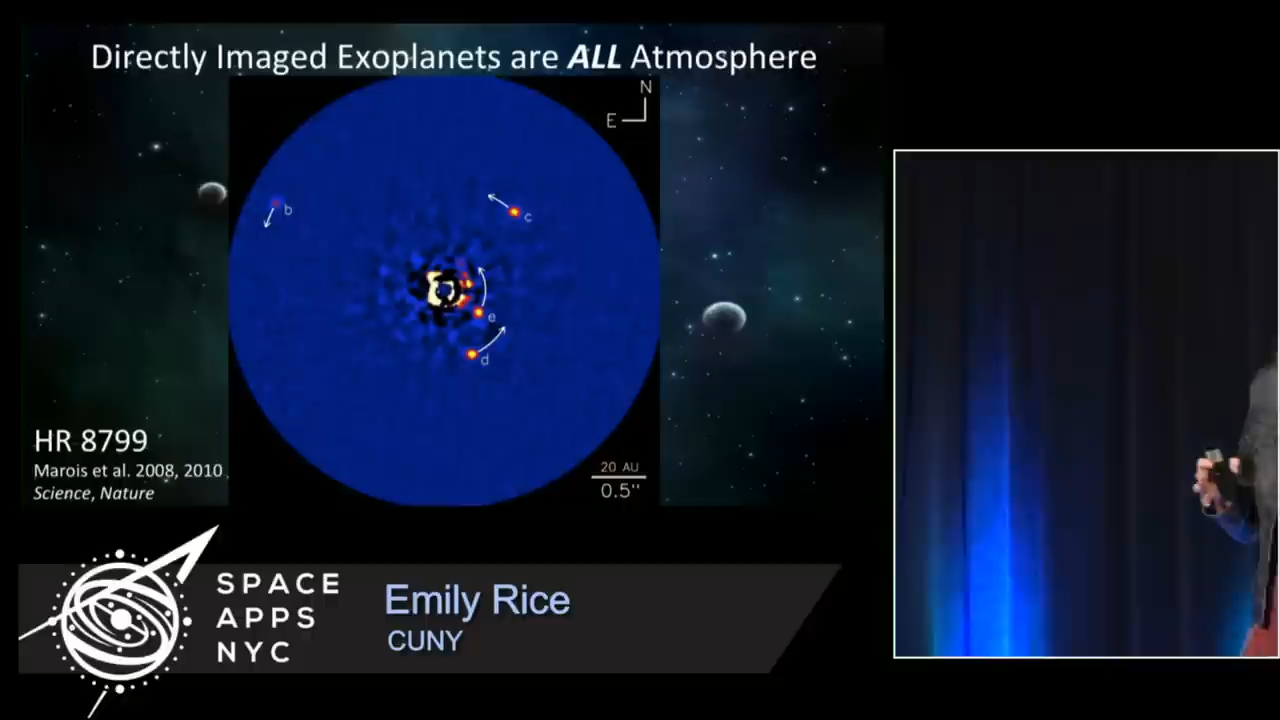 Directly Imaged Exoplanets are ALL Atmosphere
N
E
b
c
e
d
HR 8799
Marois et al. 2008, 2010
Science, Nature
20 AU
0.5"
SPACE
APPS
NYC
Emily Rice
CUNY